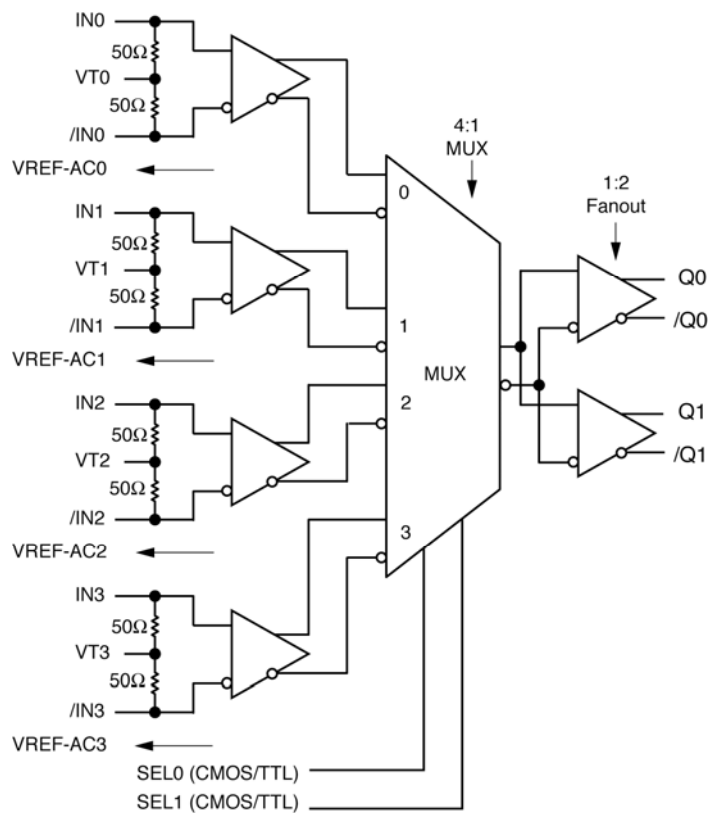 IN0
50Ω
VT0
50Ω
/IN0
VREF-AC0
IN1
50Ω
VT1
50Ω
/IN1
VREF-AC1
IN2
50Ω
VT2
50Ω
/IN2
VREF-AC2
IN3
50Ω
VT3
50Ω
/IN3
VREF-AC3
SEL0 (CMOS/TTL)
SEL1 (CMOS/TTL)
4:1
MUX
0
1
MUX
2
3
1:2
Fanout
Q0
/Q0
Q1
/Q1